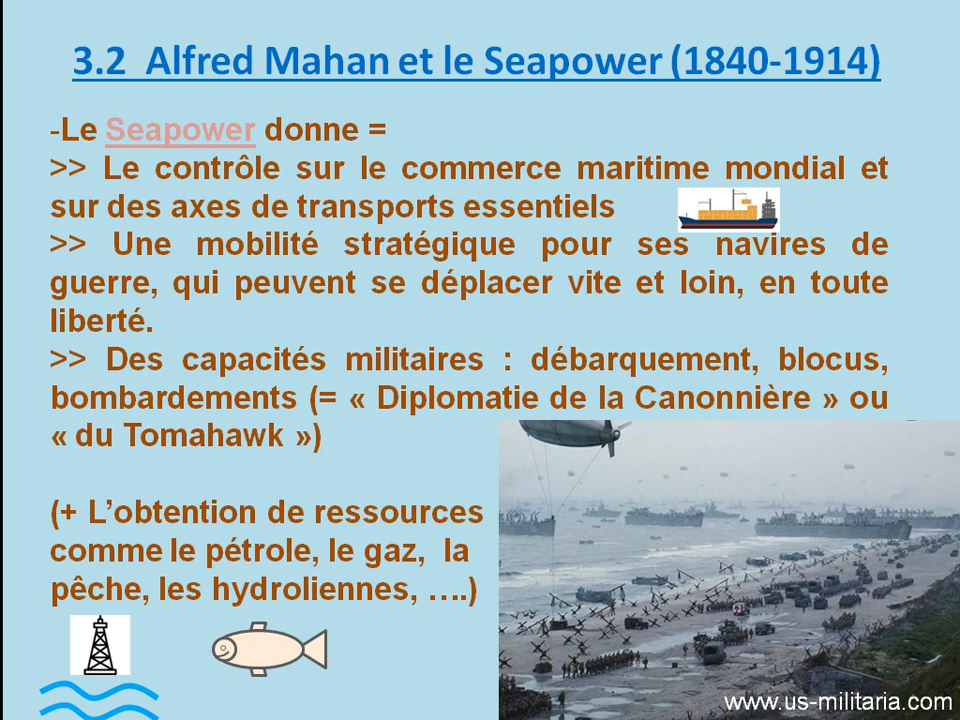 3.2 Alfred Mahan et le Seapower (1840-1914)
-Le Seapower donne =
>> Le contrôle sur le commerce maritime mondial et
sur des axes de transports essentiels
>> Une mobilité stratégique pour ses navires de
guerre, qui peuvent se déplacer vite et loin, en toute
liberté.
>> Des capacités militaires : débarquement, blocus,
bombardements (= « Diplomatie de la Canonnière » ou
« du Tomahawk »)
(+ L’obtention de ressources
comme le pétrole, le gaz, la
pêche, les hydroliennes, ….)
www.us-militaria.com